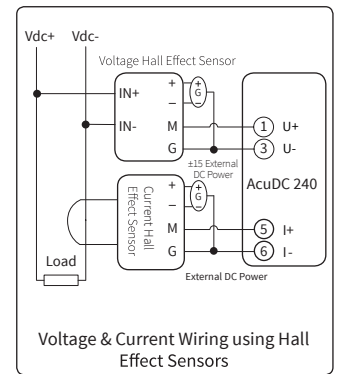 Vdc+ Vdc-
Voltage Hall Effect Sensor
IN+
IN-
+
−
M
G
+
G
−
1 U+
3 U-
±15 External
DC Power
AcuDC 240
Current Hall
Effect Sensor
+
−
M
G
+
G
−
5 I+
6 I-
Load
External DC Power
Voltage & Current Wiring using Hall
Effect Sensors